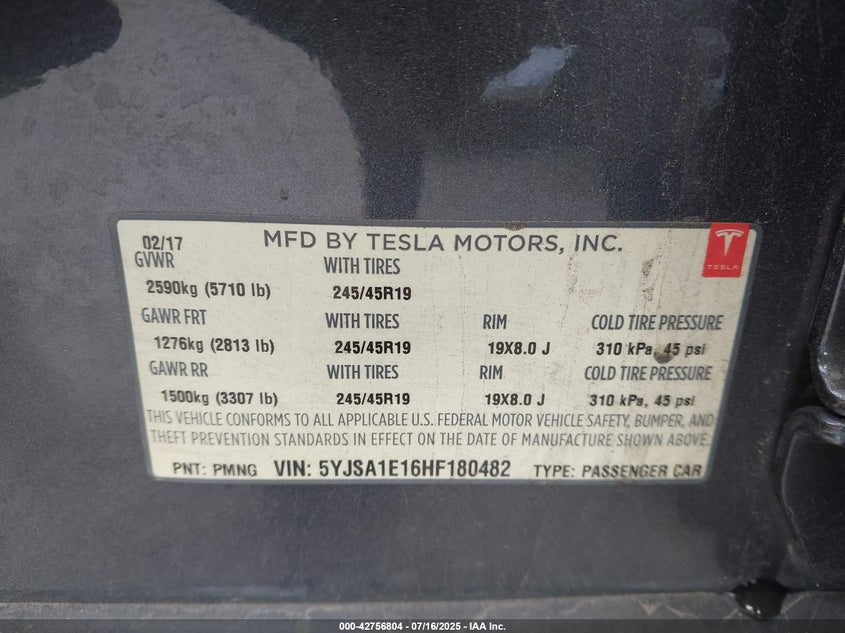 02/17 MFD BY TESLA MOTORS, INC.
TESLA
GVWR WITH TIRES
2590kg (5710 lb) 245/45R19
GAWR FRT WITH TIRES RIM COLD TIRE PRESSURE
1276kg (2813 lb) 245/45R19 19X8.0 J 310 kPa, 45 psi
GAWR RR WITH TIRES RIM COLD TIRE PRESSURE
1500kg (3307 lb) 245/45R19 19X8.0 J 310 kPa, 45 psi
THIS VEHICLE CONFORMS TO ALL APPLICABLE U.S. FEDERAL MOTOR VEHICLE SAFETY, BUMPER, AND
THEFT PREVENTION STANDARDS IN EFFECT ON THE DATE OF MANUFACTURE SHOWN ABOVE.
PNT: PMNG VIN: 5YJSA1E16HF180482 TYPE: PASSENGER CAR
000-42756804 - 07/16/2025 - IAA Inc.